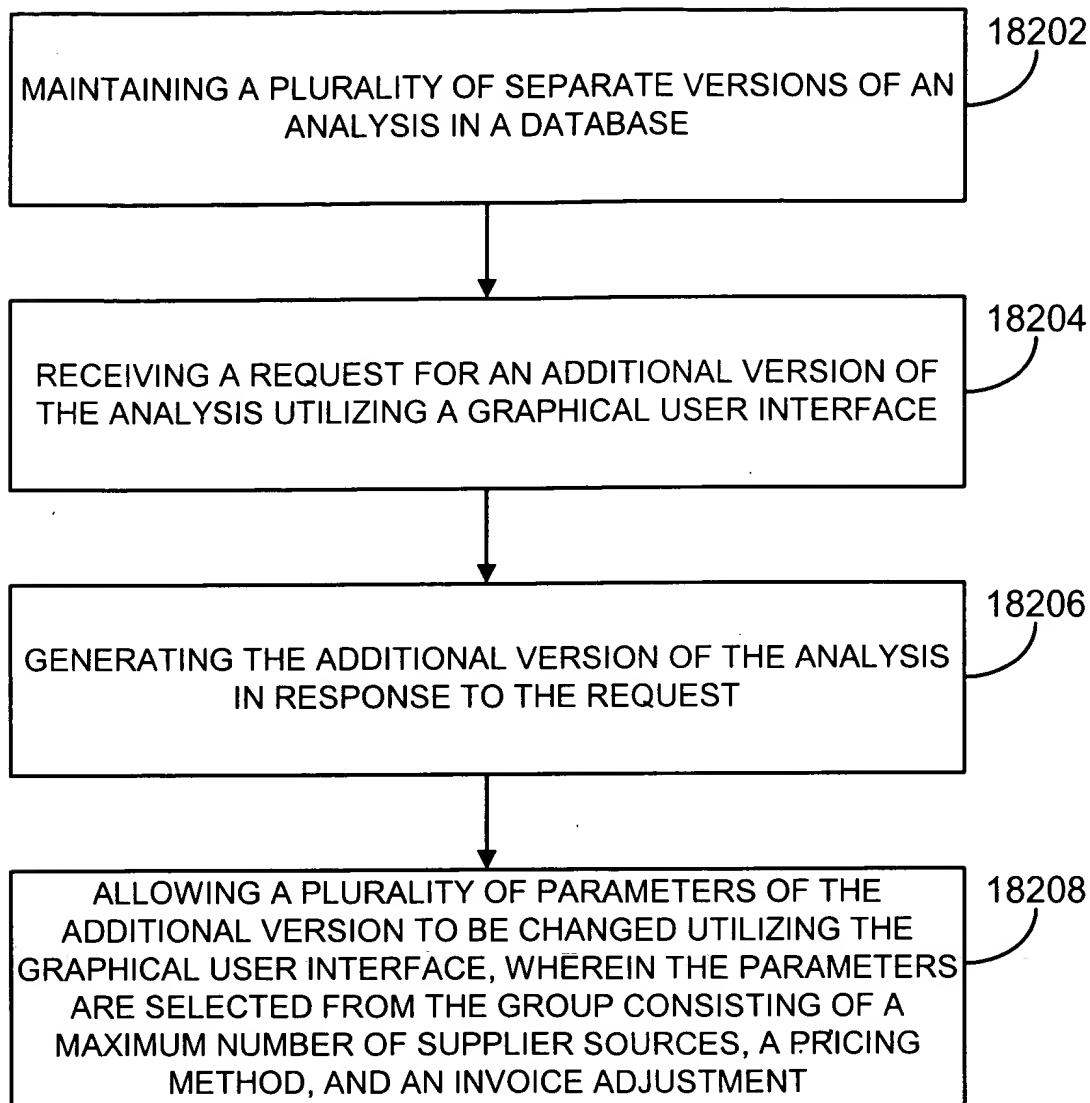 18202
MAINTAINING A PLURALITY OF SEPARATE VERSIONS OF AN
ANALYSIS IN A DATABASE
18204
RECEIVING A REQUEST FOR AN ADDITIONAL VERSION OF
THE ANALYSIS UTILIZING A GRAPHICAL USER INTERFACE
18206
GENERATING THE ADDITIONAL VERSION OF THE ANALYSIS
IN RESPONSE TO THE REQUEST
18208
ALLOWING A PLURALITY OF PARAMETERS OF THE
ADDITIONAL VERSION TO BE CHANGED UTILIZING THE
GRAPHICAL USER INTERFACE, WHEREIN THE PARAMETERS
ARE SELECTED FROM THE GROUP CONSISTING OF A
MAXIMUM NUMBER OF SUPPLIER SOURCES, A PRICING
METHOD, AND AN INVOICE ADJUSTMENT